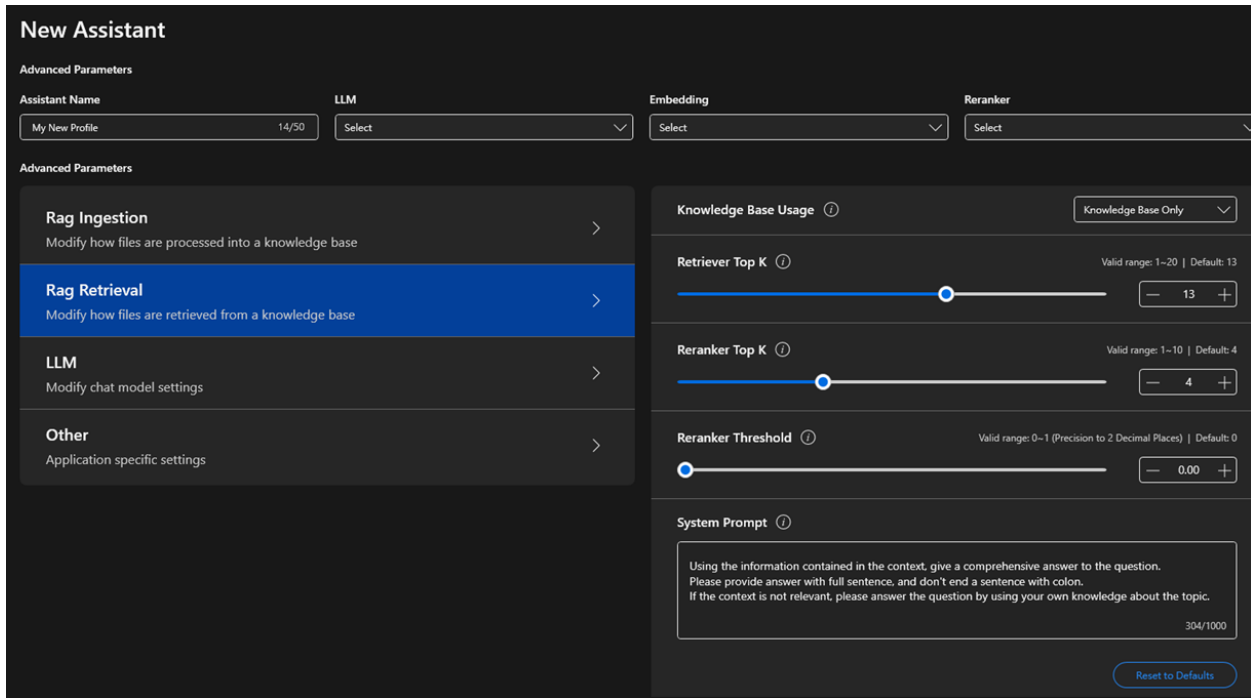 New Assistant
Advanced Parameters
Assistant Name
LLM
Embedding
Reranker
My New Profile 14/50
Select
Select
Select
Advanced Parameters
Rag Ingestion
Modify how files are processed into a knowledge base
Rag Retrieval
Modify how files are retrieved from a knowledge base
LLM
Modify chat model settings
Other
Application specific settings
Knowledge Base Usage
Knowledge Base Only
Retriever Top K
Valid range: 1~20 | Default: 13
13
Reranker Top K
Valid range: 1~10 | Default: 4
4
Reranker Threshold
Valid range: 0~1 (Precision to 2 Decimal Places) | Default: 0
0.00
System Prompt
Using the information contained in the context, give a comprehensive answer to the question.
Please provide answer with full sentence, and don't end a sentence with colon.
If the context is not relevant, please answer the question by using your own knowledge about the topic.
304/1000
Reset to Defaults